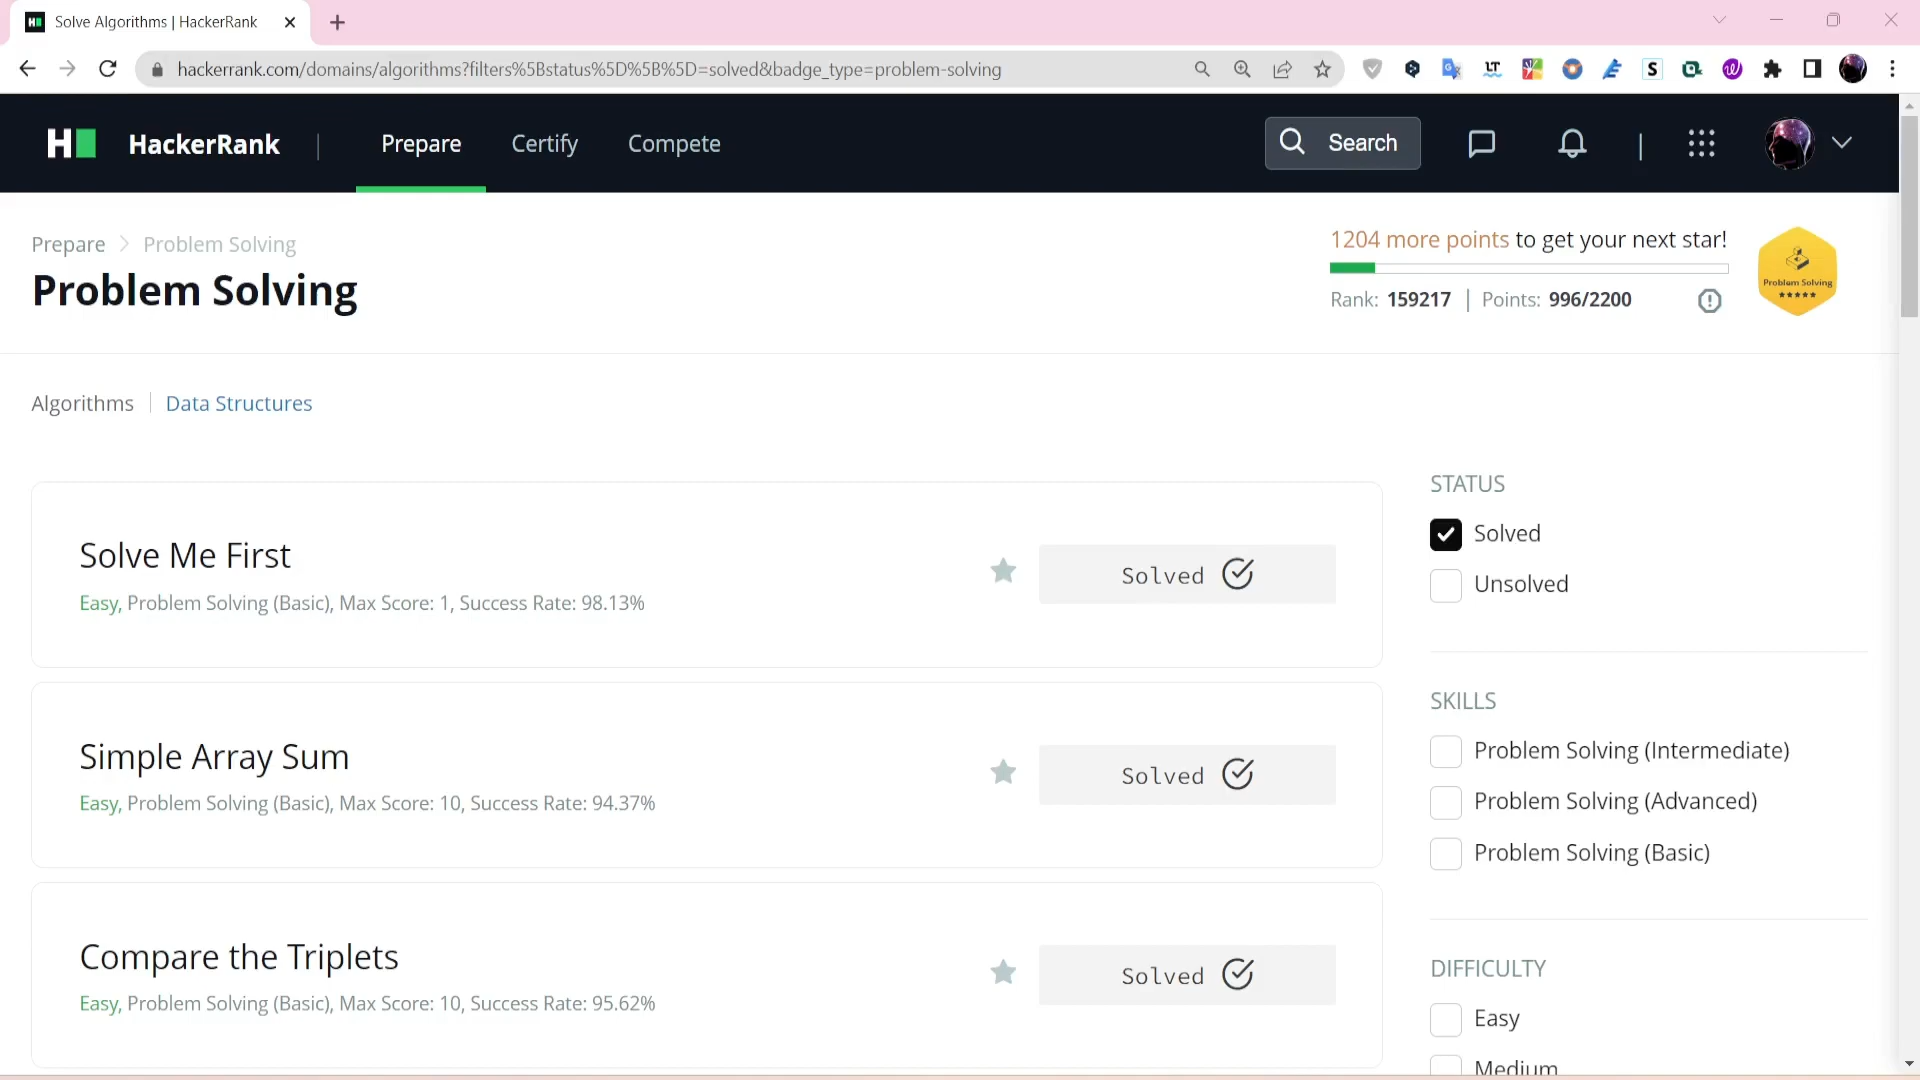 Solve Algorithms | HackerRank
hackerrank.com/domains/algorithms?filters%5Bstatus%5D%5B%5D=solved&badge_type=problem-solving
HackerRank | Prepare Certify Compete Search |
Prepare > Problem Solving
Problem Solving
1204 more points to get your next star!
Rank: 159217 | Points: 996/2200
Problem Solving
Algorithms | Data Structures
Solve Me First
Easy, Problem Solving (Basic), Max Score: 1, Success Rate: 98.13%
Solved
Simple Array Sum
Easy, Problem Solving (Basic), Max Score: 10, Success Rate: 94.37%
Solved
Compare the Triplets
Easy, Problem Solving (Basic), Max Score: 10, Success Rate: 95.62%
Solved
STATUS
Solved
Unsolved
SKILLS
Problem Solving (Intermediate)
Problem Solving (Advanced)
Problem Solving (Basic)
DIFFICULTY
Easy
Medium